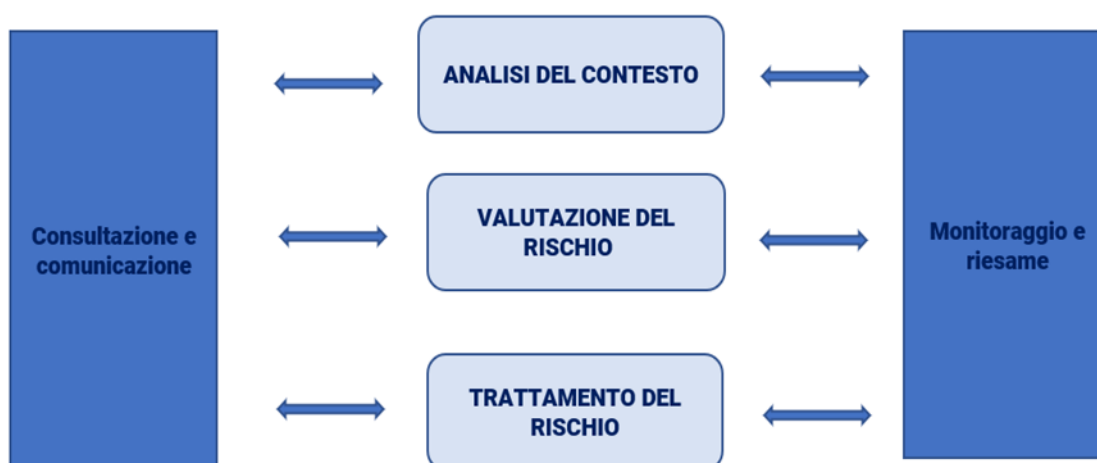 ANALISI DEL CONTESTO
Consultazione e
comunicazione
VALUTAZIONE DEL
RISCHIO
Monitoraggio e
riesame
TRATTAMENTO DEL
RISCHIO